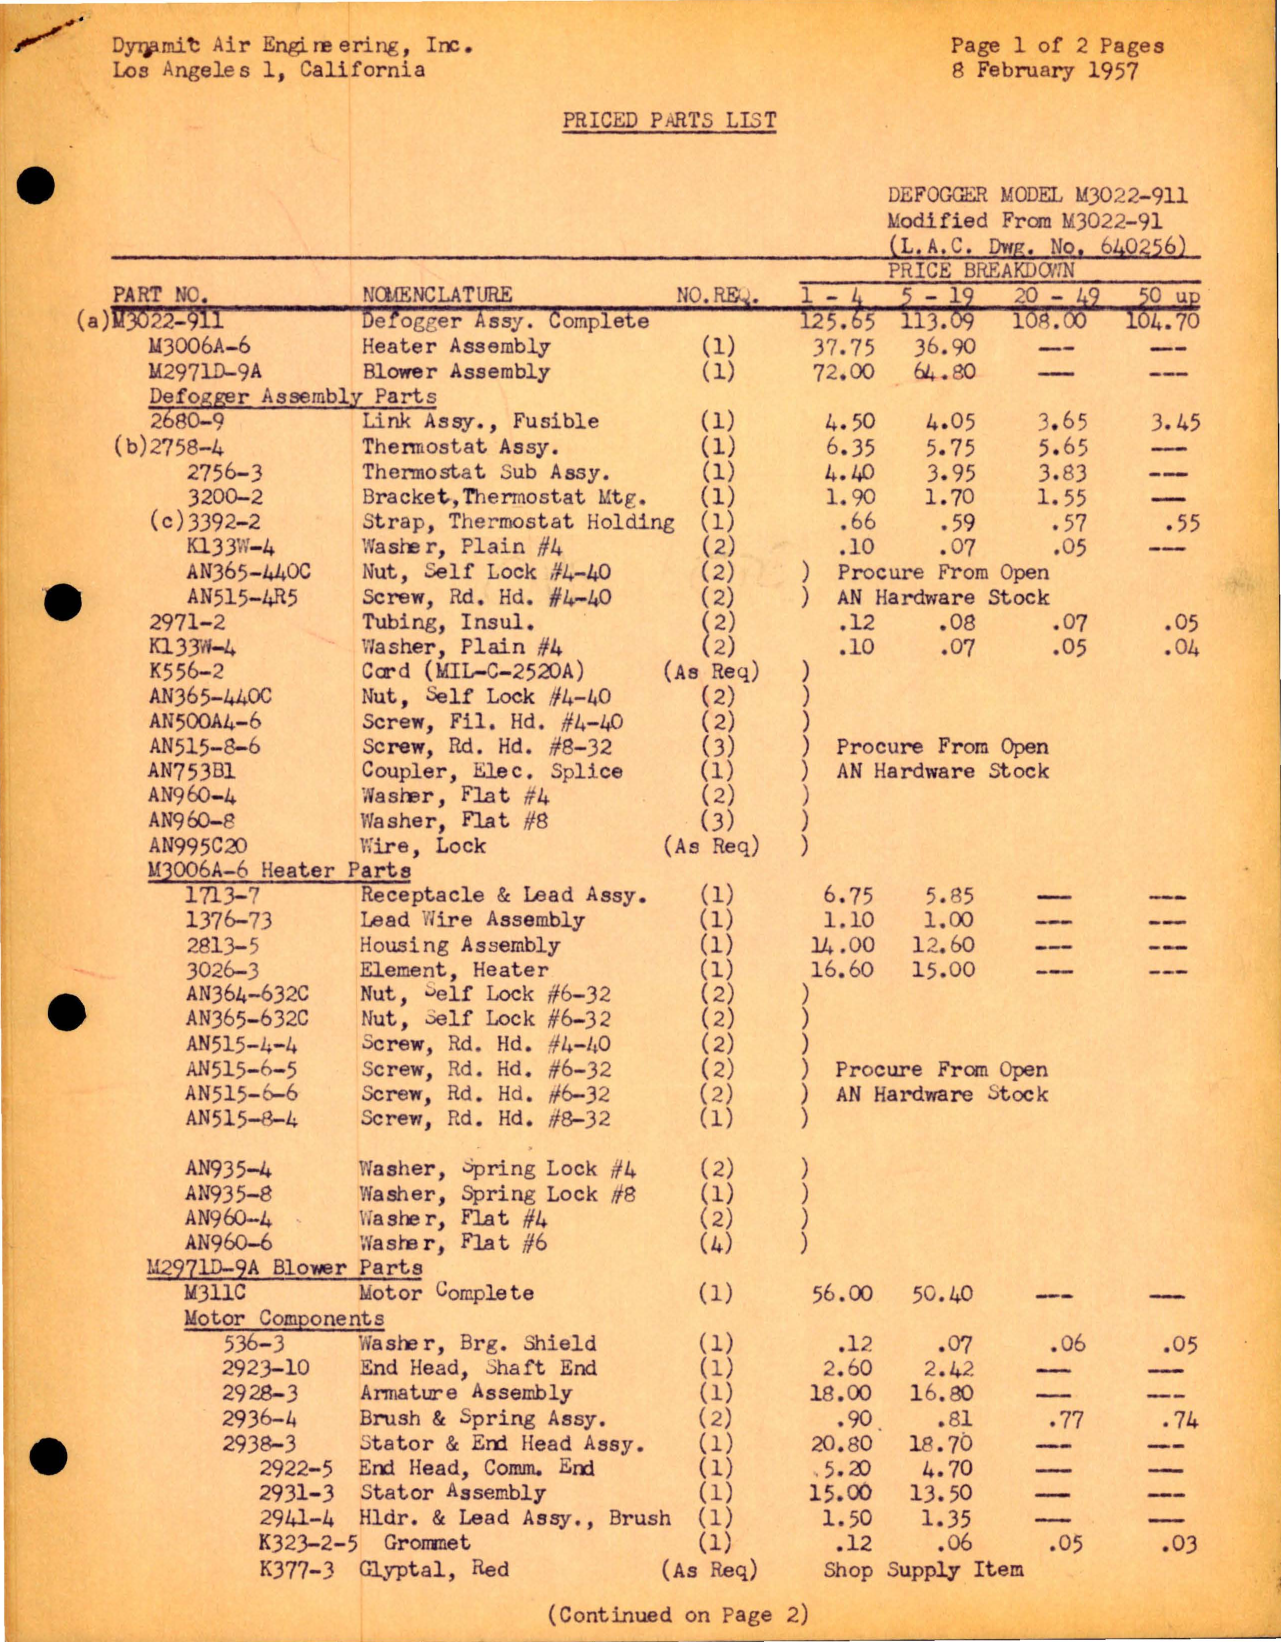 Dynamic Air Engineering, Inc. Page 1 of 2 Pages
Los Angeles 1, California 8 February 1957
PRICED PARTS LIST
DEFOGGER MODEL M3022-911
Modified From M3022-91
(L.A.C. Dwg. No. 640256)
PRICE BREAKDOWN
PART NO. NOMENCLATURE NO.REQ. 1 - 4 5 - 19 20 - 49 50 up
(a)M3022-911 Defogger Assy. Complete 125.65 113.09 108.00 104.70
M3006A-6 Heater Assembly (1) 37.75 36.90 --- ---
M2971D-9A Blower Assembly (1) 72.00 64.80 --- ---
Defogger Assembly Parts
2680-9 Link Assy., Fusible (1) 4.50 4.05 3.65 3.45
(b)2758-4 Thermostat Assy. (1) 6.35 5.75 5.65 ---
2756-3 Thermostat Sub Assy. (1) 4.40 3.95 3.83 ---
3200-2 Bracket,Thermostat Mtg. (1) 1.90 1.70 1.55 ---
(c)3392-2 Strap, Thermostat Holding (1) .66 .59 .57 .55
K133W-4 Washer, Plain #4 (2) .10 .07 .05 ---
AN365-440C Nut, Self Lock #4-40 (2) ) Procure From Open
AN515-4R5 Screw, Rd. Hd. #4-40 (2) ) AN Hardware Stock
2971-2 Tubing, Insul. (2) .12 .08 .07 .05
K133W-4 Washer, Plain #4 (2) .10 .07 .05 .04
K556-2 Cord (MIL-C-2520A) (As Req) )
AN365-440C Nut, Self Lock #4-40 (2) )
AN500A4-6 Screw, Fil. Hd. #4-40 (2) )
AN515-8-6 Screw, Rd. Hd. #8-32 (3) ) Procure From Open
AN753B1 Coupler, Elec. Splice (1) ) AN Hardware Stock
AN960-4 Washer, Flat #4 (2) )
AN960-8 Washer, Flat #8 (3) )
AN995C20 Wire, Lock (As Req) )
M3006A-6 Heater Parts
1713-7 Receptacle & Lead Assy. (1) 6.75 5.85 --- ---
1376-73 Lead Wire Assembly (1) 1.10 1.00 --- ---
2813-5 Housing Assembly (1) 14.00 12.60 --- ---
3026-3 Element, Heater (1) 16.60 15.00 --- ---
AN364-632C Nut, Self Lock #6-32 (2) )
AN365-632C Nut, Self Lock #6-32 (2) )
AN515-4-4 Screw, Rd. Hd. #4-40 (2) )
AN515-6-5 Screw, Rd. Hd. #6-32 (2) ) Procure From Open
AN515-6-6 Screw, Rd. Hd. #6-32 (2) ) AN Hardware Stock
AN515-8-4 Screw, Rd. Hd. #8-32 (1) )
AN935-4 Washer, Spring Lock #4 (2) )
AN935-8 Washer, Spring Lock #8 (1) )
AN960-4 Washer, Flat #4 (2) )
AN960-6 Washer, Flat #6 (4) )
M2971D-9A Blower Parts
M311C Motor Complete (1) 56.00 50.40 --- ---
Motor Components
536-3 Washer, Brg. Shield (1) .12 .07 .06 .05
2923-10 End Head, Shaft End (1) 2.60 2.42 --- ---
2928-3 Armature Assembly (1) 18.00 16.80 --- ---
2936-4 Brush & Spring Assy. (2) .90 .81 .77 .74
2938-3 Stator & End Head Assy. (1) 20.80 18.70 --- ---
2922-5 End Head, Comm. End (1) 5.20 4.70 --- ---
2931-3 Stator Assembly (1) 15.00 13.50 --- ---
2941-4 Hldr. & Lead Assy., Brush (1) 1.50 1.35 --- ---
K323-2-5 Grommet (1) .12 .06 .05 .03
K377-3 Glyptal, Red (As Req) Shop Supply Item
(Continued on Page 2)